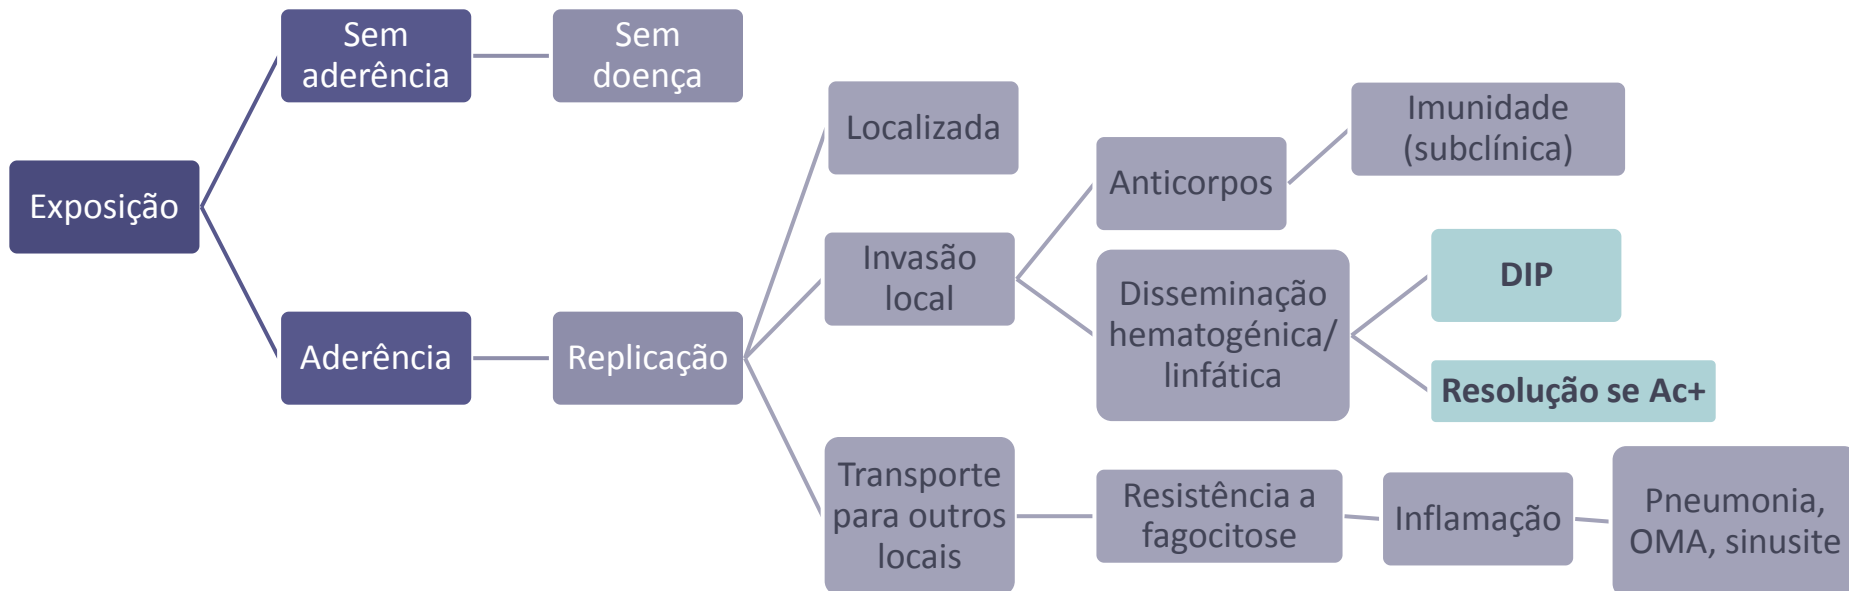 Sem
aderência
Sem
doença
Exposição
Aderência
Replicação
Localizada
Invasão
local
Anticorpos
Imunidade
(subclínica)
Disseminação
hematogénica/
linfática
DIP
Resolução se Ac+
Transporte
para outros
locais
Resistência a
fagocitose
Inflamação
Pneumonia,
OMA, sinusite